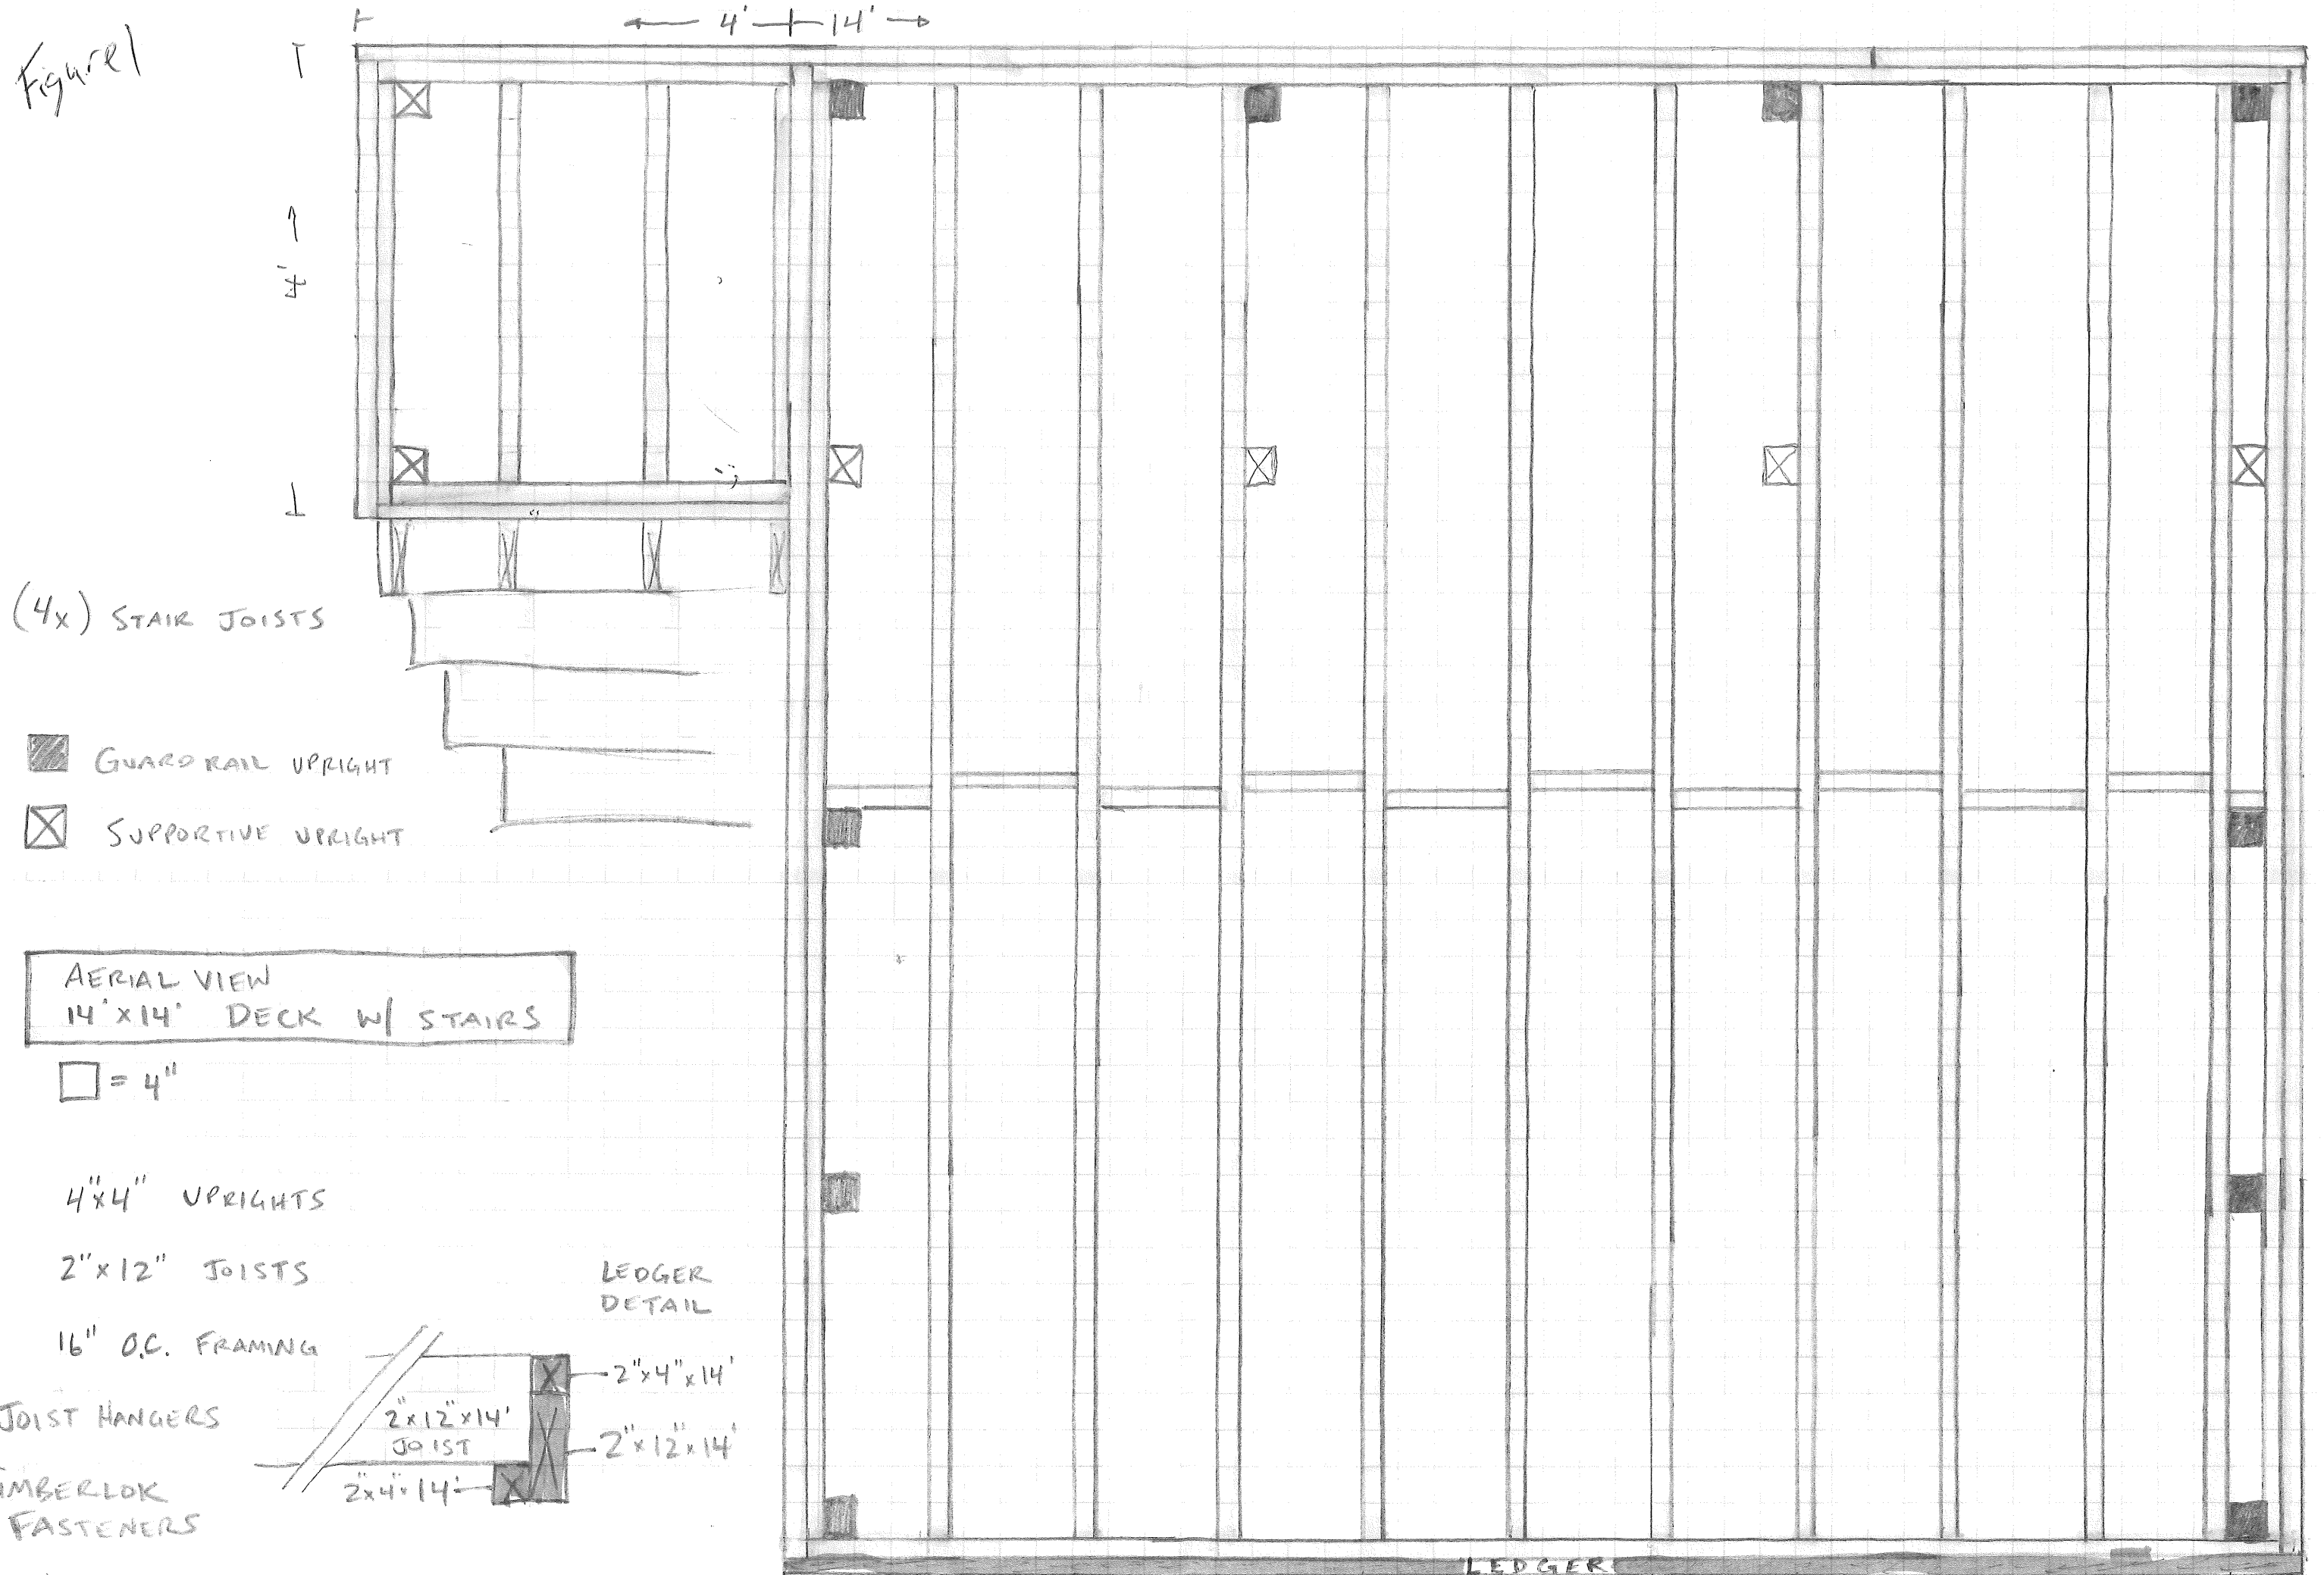 Figure 1
4' 14'
4'
(4x) STAIR JOISTS
GUARDRAIL UPRIGHT
SUPPORTIVE UPRIGHT
AERIAL VIEW
14'x14' DECK W/ STAIRS
= 4"
4"x4" UPRIGHTS
2"x12" JOISTS
16" O.C. FRAMING
JOIST HANGERS
IMBERLOK
FASTENERS
LEDGER
DETAIL
2"x4"x14'
2"x12"x14'
JOIST
2"x12"x14'
2"x4"x14'
LEDGER